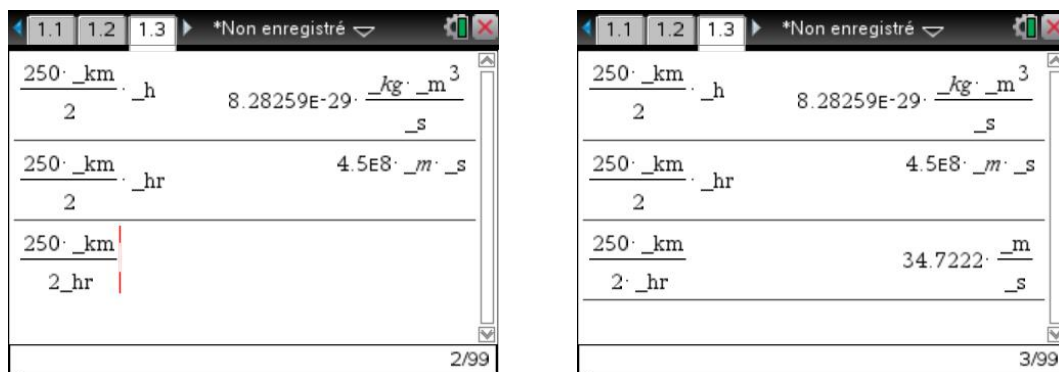 1.1 1.2 1.3 *Non enregistré
250·_km
2
·_h
8.28259E-29·
_kg·_m³
_s
250·_km
2
·_hr
4.5E8·_m·_s
250·_km
2_hr
2/99
1.1 1.2 1.3 *Non enregistré
250·_km
2
·_h
8.28259E-29·
_kg·_m³
_s
250·_km
2
·_hr
4.5E8·_m·_s
250·_km
2·_hr
34.7222·
_m
_s
3/99